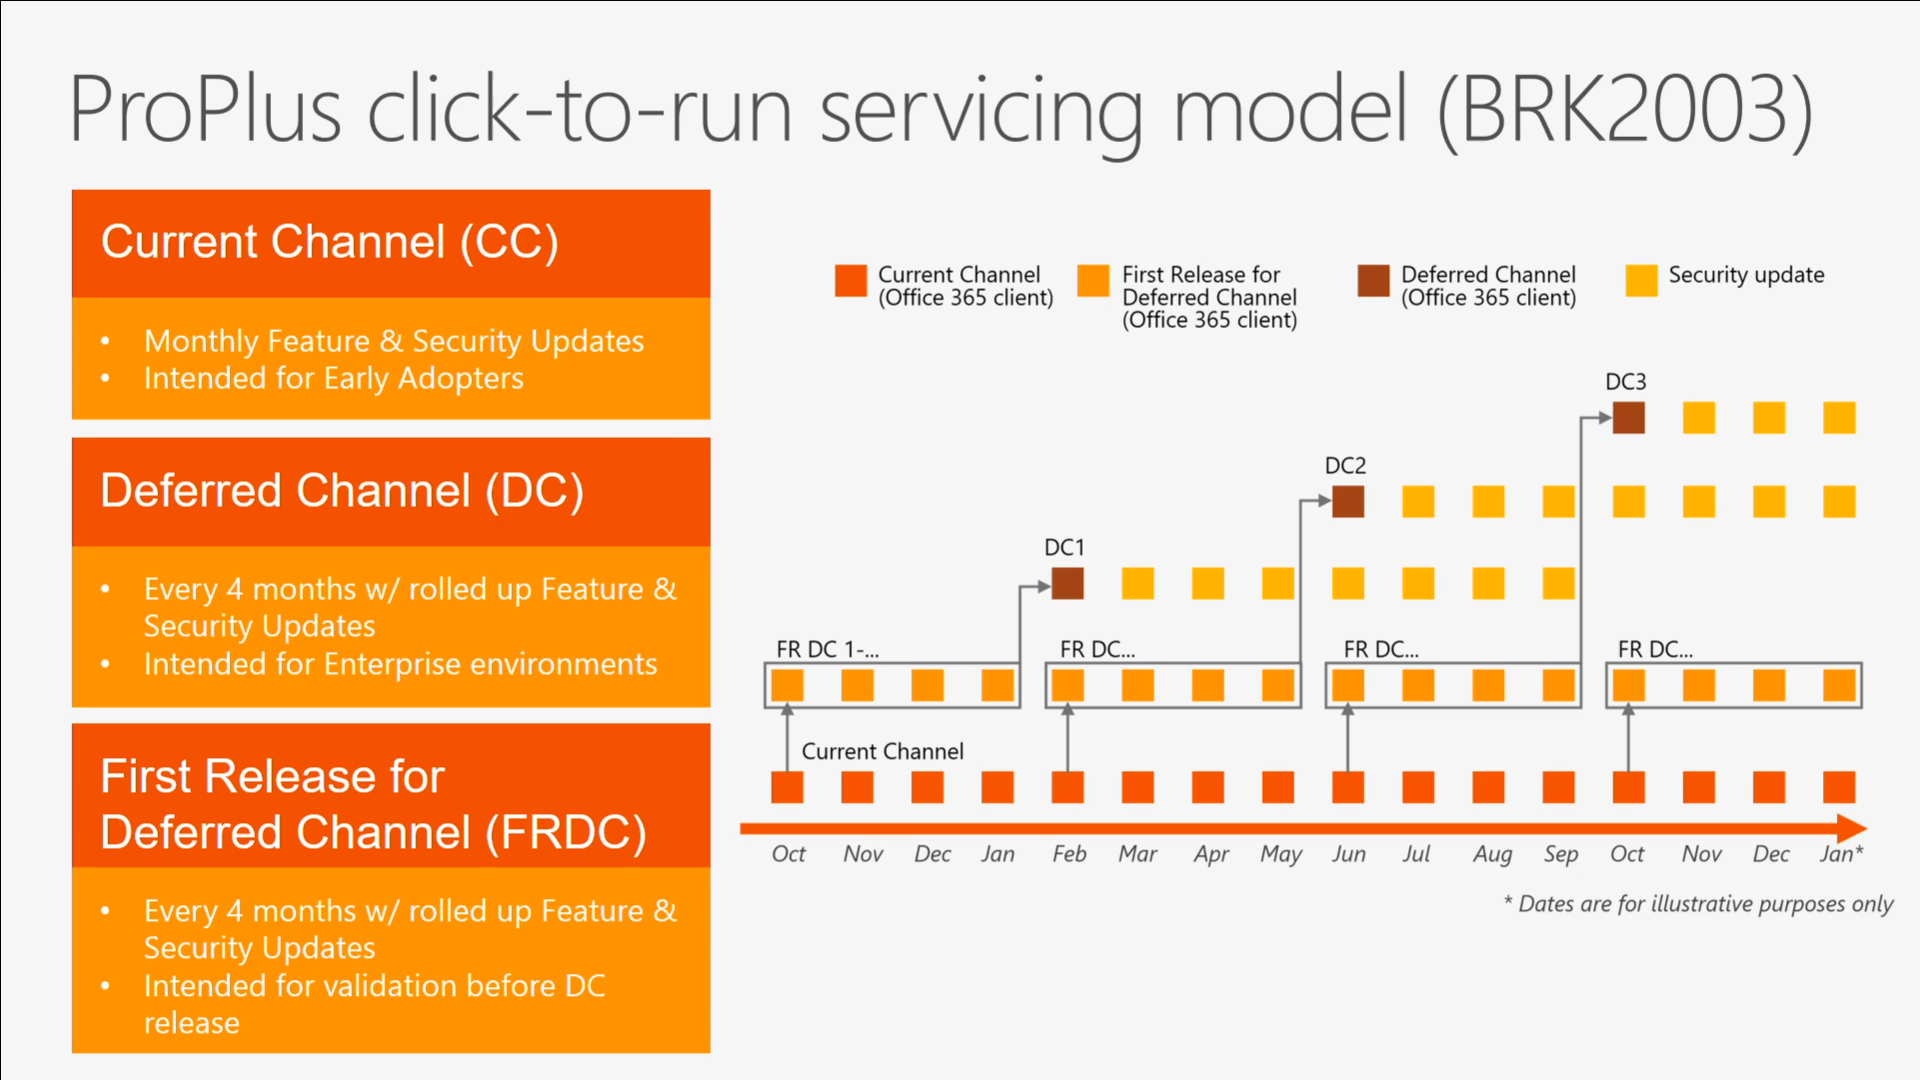 ProPlus click-to-run servicing model (BRK2003)
Current Channel (CC)
• Monthly Feature & Security Updates
• Intended for Early Adopters
Deferred Channel (DC)
• Every 4 months w/ rolled up Feature &
Security Updates
• Intended for Enterprise environments
First Release for
Deferred Channel (FRDC)
• Every 4 months w/ rolled up Feature &
Security Updates
• Intended for validation before DC
release
Current Channel
(Office 365 client)
First Release for
Deferred Channel
(Office 365 client)
Deferred Channel
(Office 365 client)
Security update
DC3
DC2
DC1
FR DC 1-...
FR DC...
FR DC...
FR DC...
Current Channel
Oct Nov Dec Jan Feb Mar Apr May Jun Jul Aug Sep Oct Nov Dec Jan*
* Dates are for illustrative purposes only